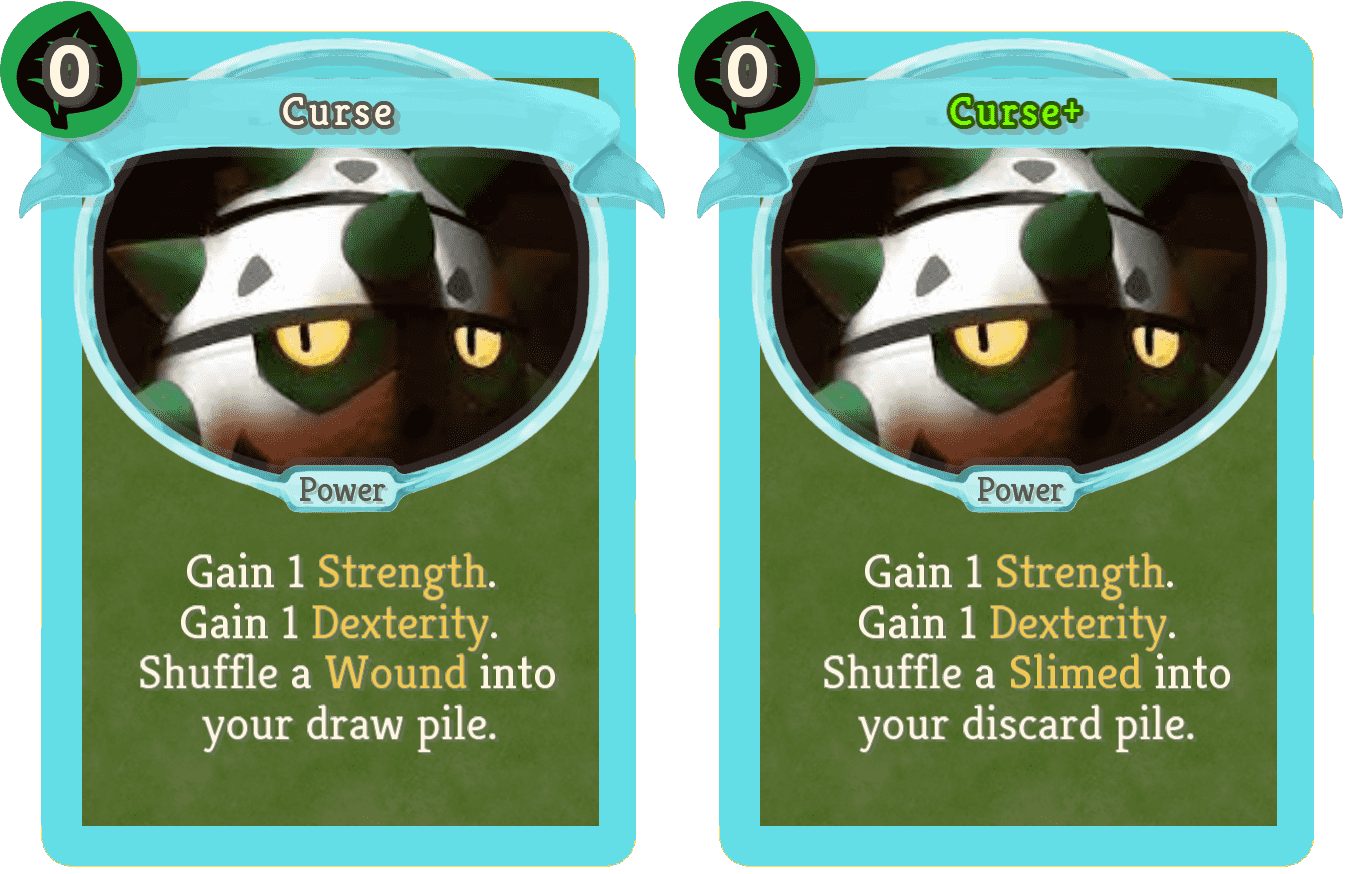 0
Curse
Power
Gain 1 Strength.
Gain 1 Dexterity.
Shuffle a Wound into
your draw pile.
0
Curse+
Power
Gain 1 Strength.
Gain 1 Dexterity.
Shuffle a Slimed into
your discard pile.